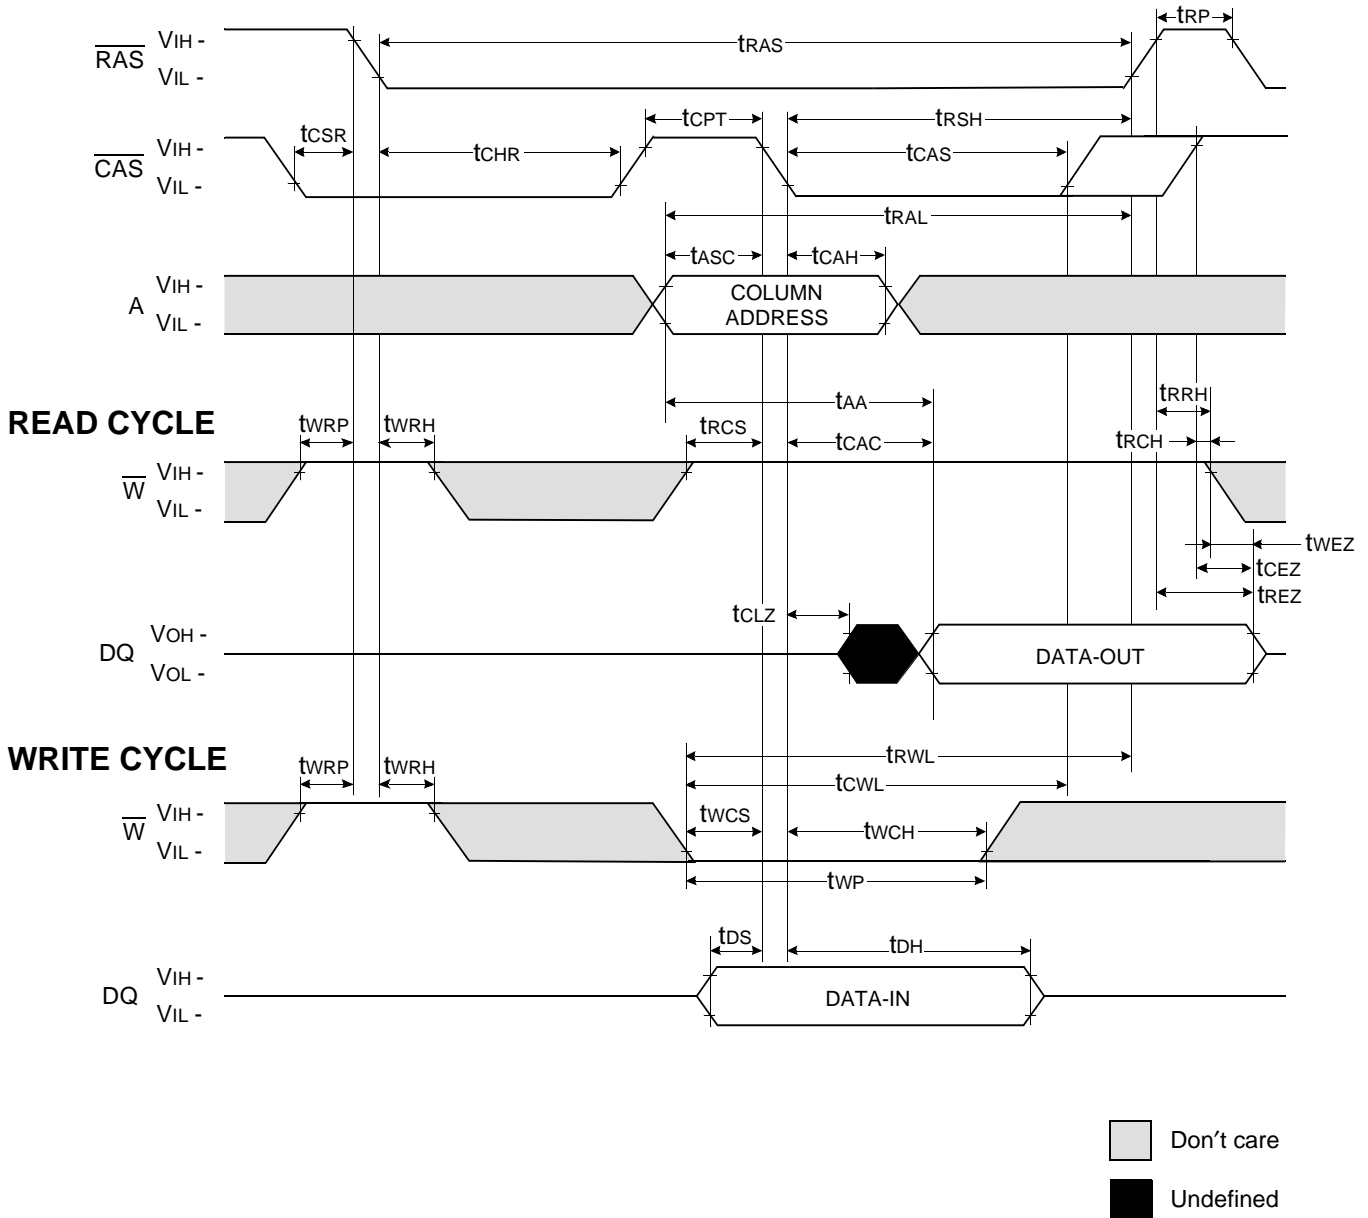 tRP
RAS
VIH -
VIL -
tRAS
tCPT
tRSH
tCSR
CAS
VIH -
VIL -
tCHR
tCAS
tRAL
tASC
tCAH
A
VIH -
VIL -
COLUMN
ADDRESS
tRRH
READ CYCLE
tAA
tWRP
tWRH
tRCS
tCAC
tRCH
W
VIH -
VIL -
tWEZ
tCEZ
tREZ
tCLZ
DQ
VOH -
VOL -
DATA-OUT
WRITE CYCLE
tRWL
tWRP
tWRH
tCWL
W
VIH -
VIL -
tWCS
tWCH
tWP
tDS
tDH
DQ
VIH -
VIL -
DATA-IN
Don′t care
Undefined